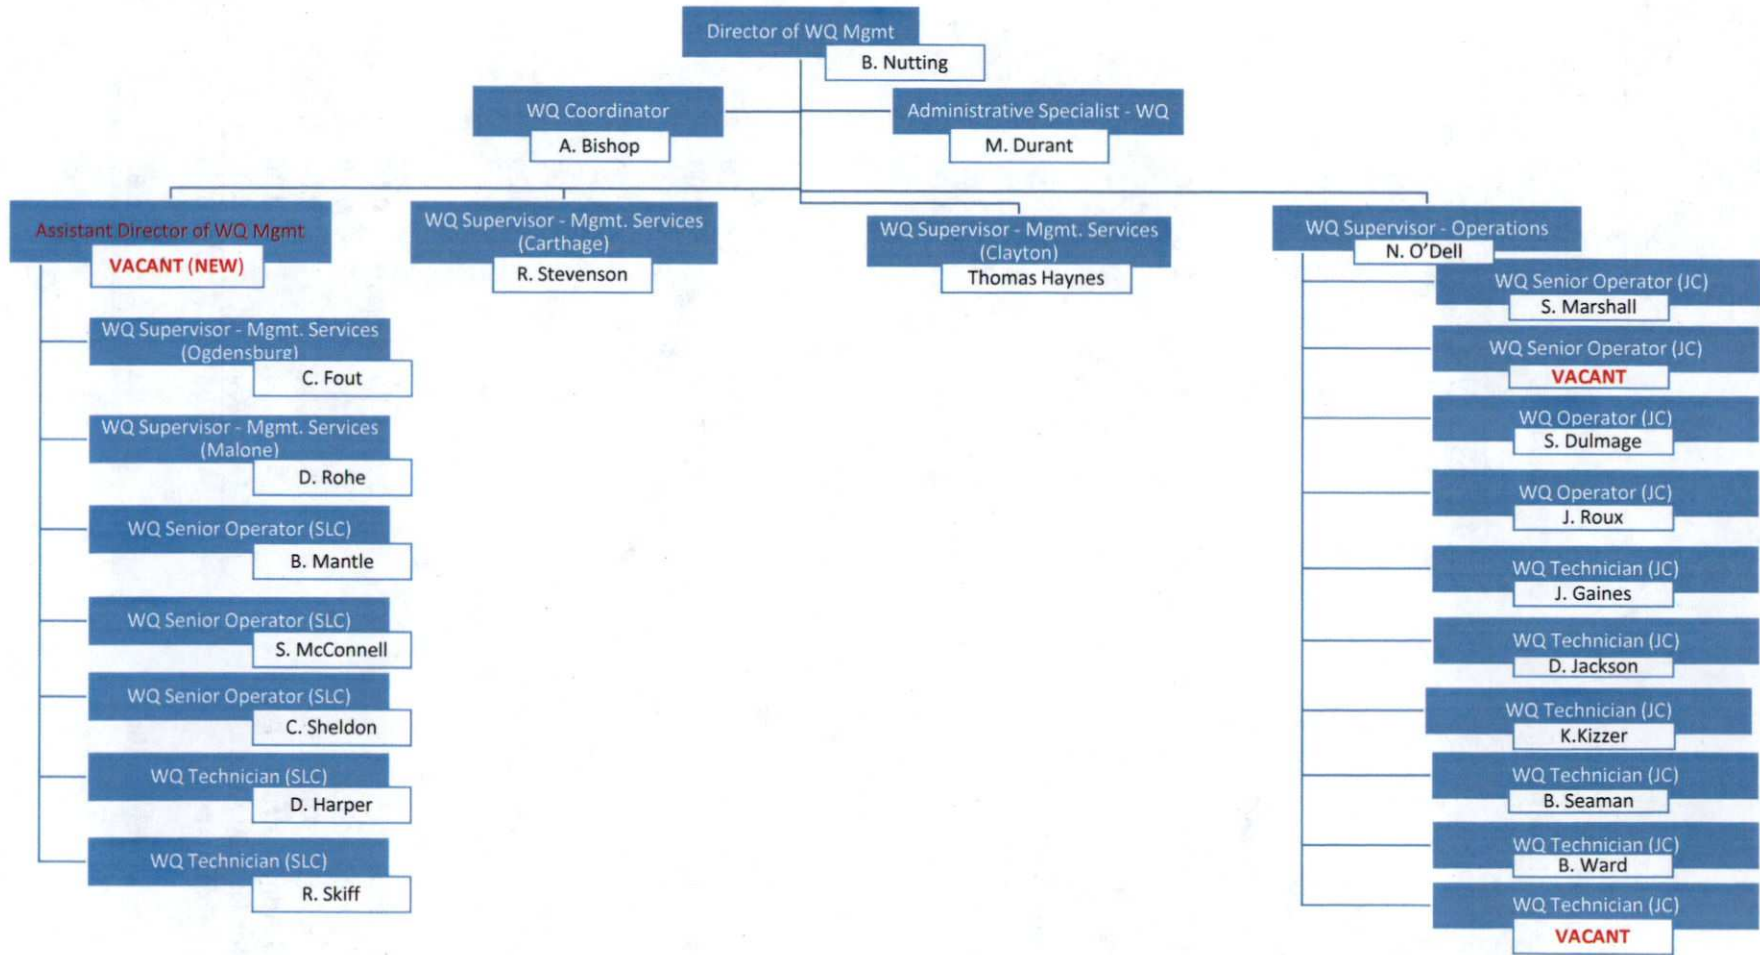 Director of WQ Mgmt
B. Nutting
WQ Coordinator
A. Bishop
Administrative Specialist - WQ
M. Durant
Assistant Director of WQ Mgmt
VACANT (NEW)
WQ Supervisor - Mgmt. Services
(Carthage)
R. Stevenson
WQ Supervisor - Mgmt. Services
(Clayton)
Thomas Haynes
WQ Supervisor - Operations
N. O'Dell
WQ Supervisor - Mgmt. Services
(Ogdensburg)
C. Fout
WQ Supervisor - Mgmt. Services
(Malone)
D. Rohe
WQ Senior Operator (SLC)
B. Mantle
WQ Senior Operator (SLC)
S. McConnell
WQ Senior Operator (SLC)
C. Sheldon
WQ Technician (SLC)
D. Harper
WQ Technician (SLC)
R. Skiff
WQ Senior Operator (JC)
S. Marshall
WQ Senior Operator (JC)
VACANT
WQ Operator (JC)
S. Dulmage
WQ Operator (JC)
J. Roux
WQ Technician (JC)
J. Gaines
WQ Technician (JC)
D. Jackson
WQ Technician (JC)
K.Kizzer
WQ Technician (JC)
B. Seaman
WQ Technician (JC)
B. Ward
WQ Technician (JC)
VACANT